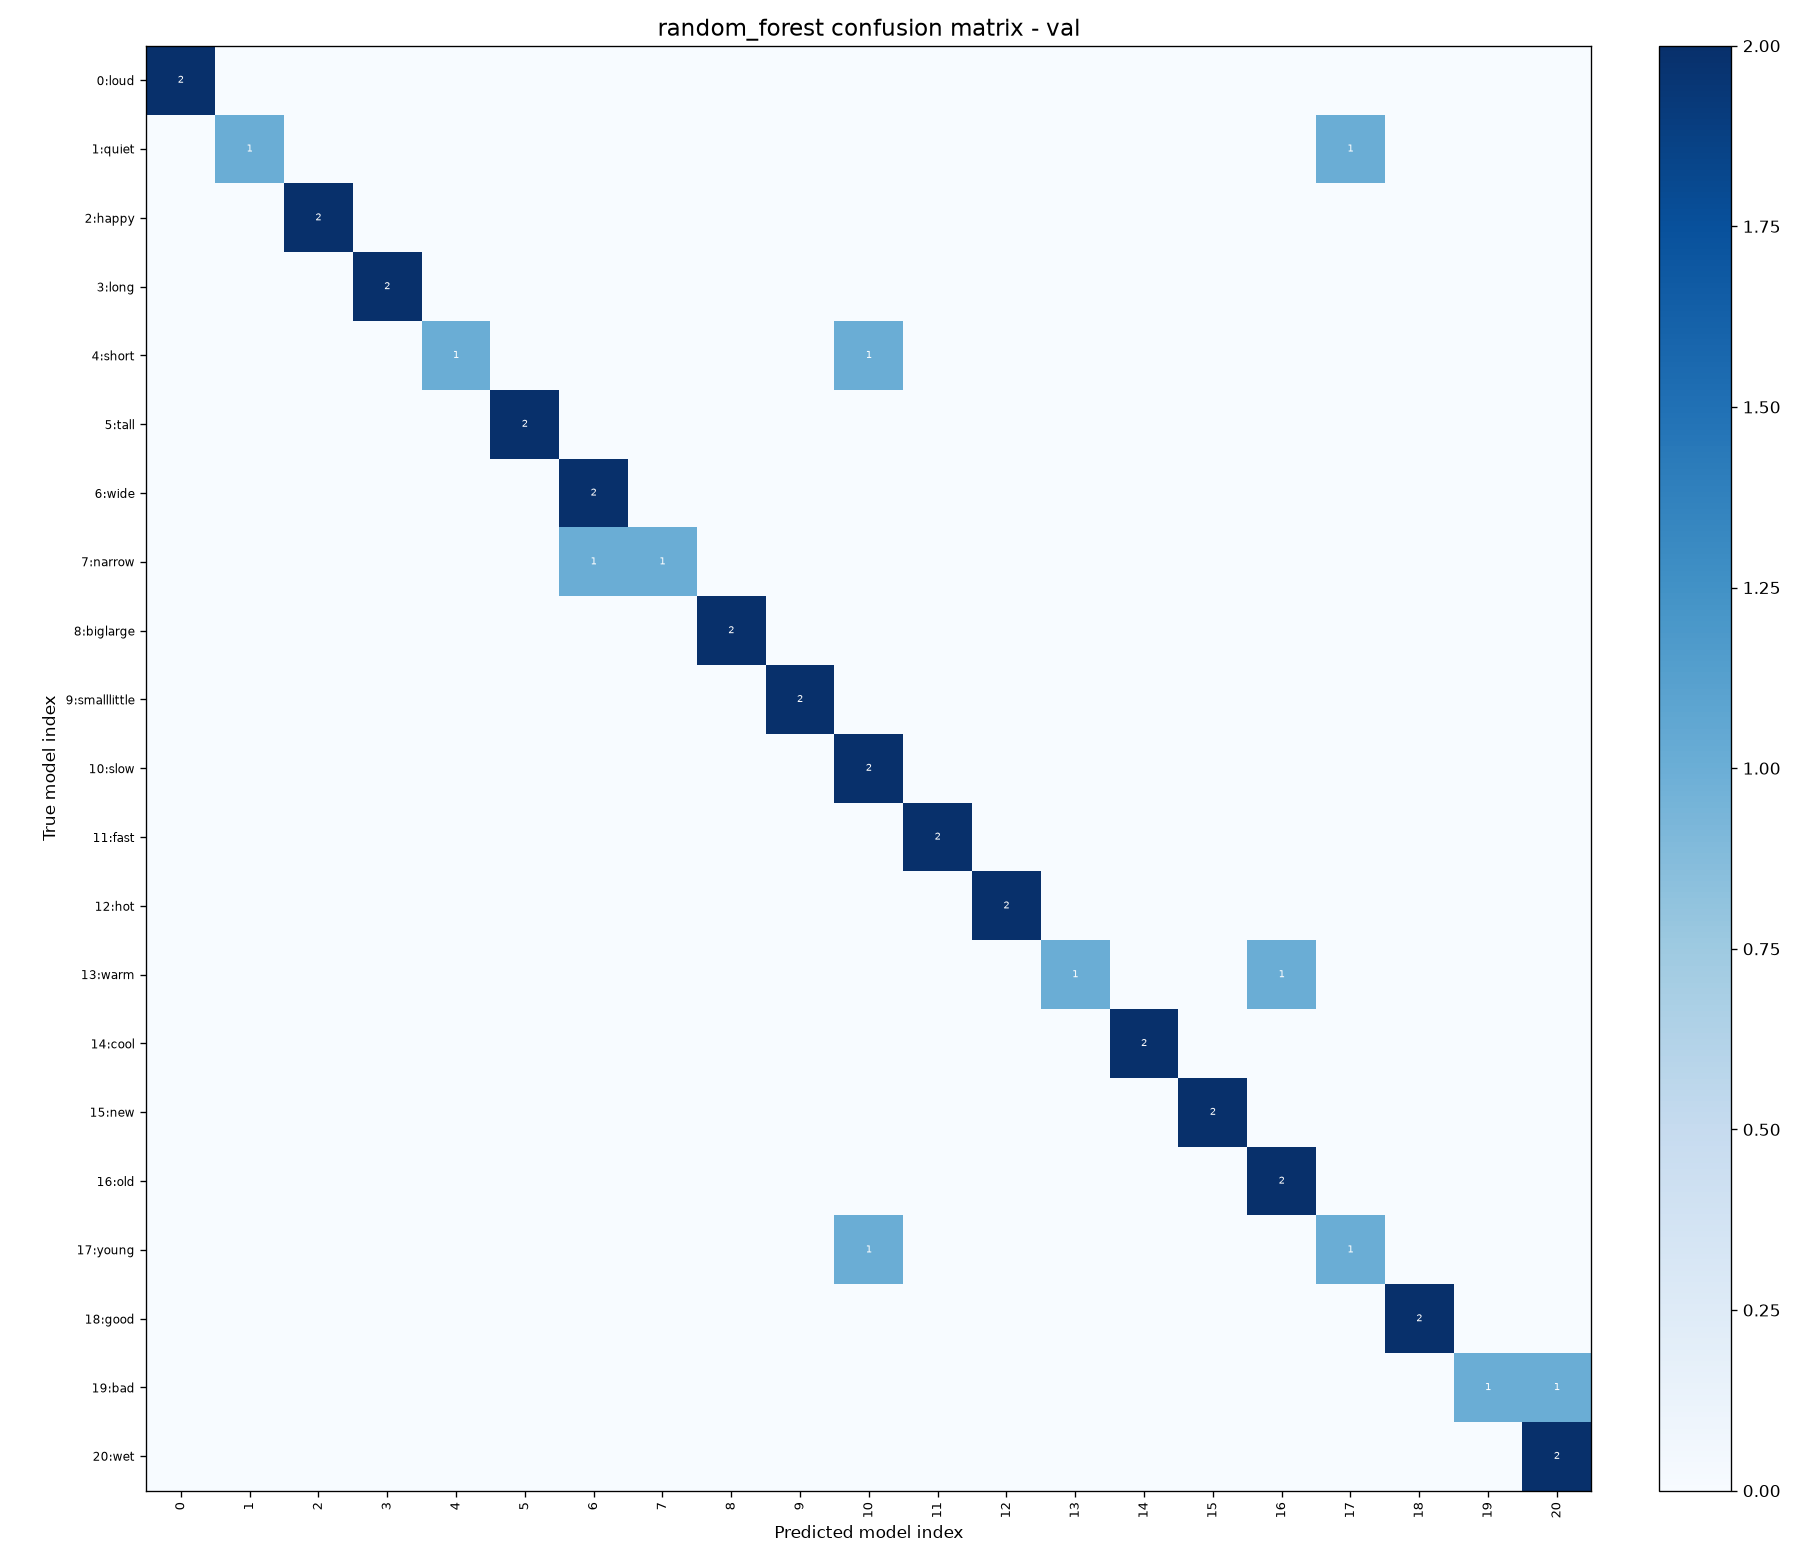 random_forest confusion matrix - val
True model index
0:loud 2
1:quiet 1 1
2:happy 2
3:long 2
4:short 1 1
5:tall 2
6:wide 2
7:narrow 1 1
8:biglarge 2
9:smalllittle 2
10:slow 2
11:fast 2
12:hot 2
13:warm 1 1
14:cool 2
15:new 2
16:old 2
17:young 1 1
18:good 2
19:bad 1 1
20:wet 2
0 1 2 3 4 5 6 7 8 9 10 11 12 13 14 15 16 17 18 19 20
Predicted model index
2.00
1.75
1.50
1.25
1.00
0.75
0.50
0.25
0.00